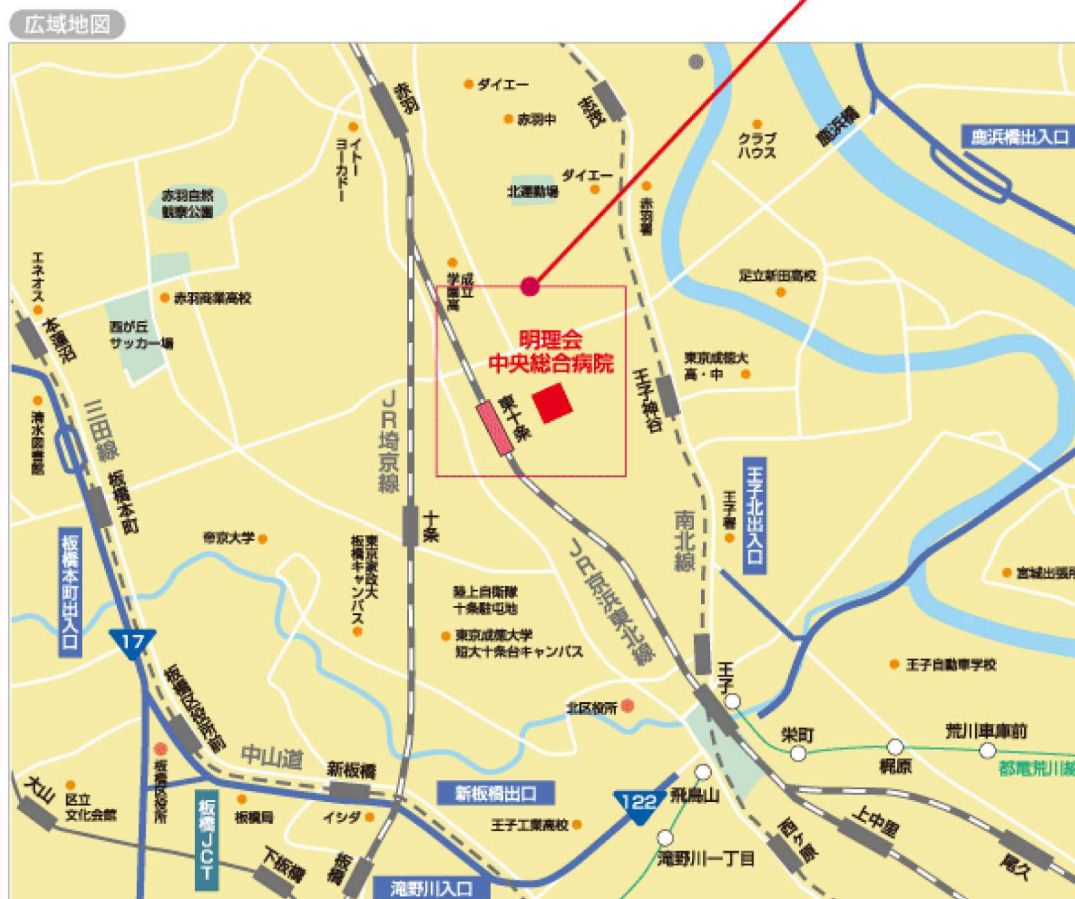 広域地図
赤羽
ダイエー
赤羽中
志茂
イトー
ヨーカドー
クラブ
ハウス
鹿浜橋
鹿浜橋出入口
赤羽自然
観察公園
ダイエー
北運動場
赤羽署
エネオス
本蓮沼
赤羽商業高校
西が丘
サッカー場
成立
学園高
足立新田高校
明理会
中央総合病院
東十条
王子神谷
東京成徳大
高・中
清水図書館
三田線
JR埼京線
板橋本町
板橋本町出入口
帝京大学
東京家政大
板橋キャンパス
十条
陸上自衛隊
十条駐屯地
東京成徳大学
短大十条台キャンパス
JR京浜東北線
南北線
王子署
王子北出入口
宮城出張所
17
板橋区役所前
王子自動車学校
北区役所
王子
栄町
梶原
荒川車庫前
都電荒川線
中山道
新板橋
板橋区役所
大山
区立
文化会館
板橋JCT
板橋局
イシダ
新板橋出口
122
飛鳥山
王子工業高校
滝野川一丁目
西ヶ原
上中里
尾久
下板橋
板橋
滝野川入口